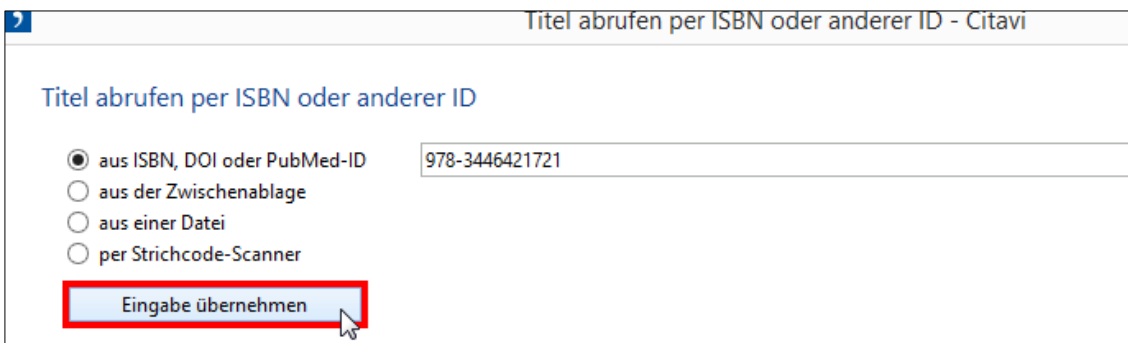 Titel abrufen per ISBN oder anderer ID - Citavi
Titel abrufen per ISBN oder anderer ID
aus ISBN, DOI oder PubMed-ID 978-3446421721
aus der Zwischenablage
aus einer Datei
per Strichcode-Scanner
Eingabe übernehmen